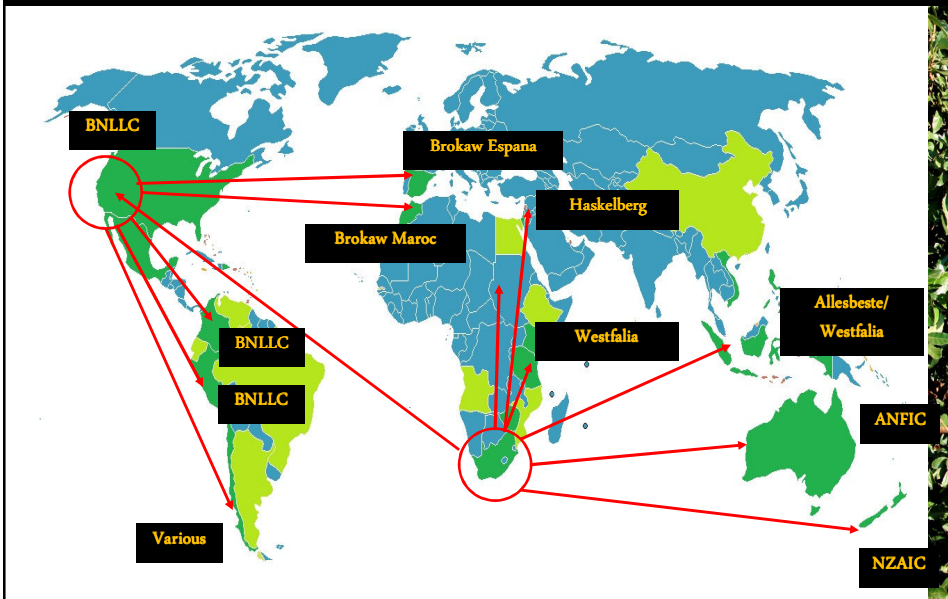 BNLLC
Brokaw Espana
Haskelberg
Brokaw Maroc
Allesbeste/
Westfalia
Westfalia
BNLLC
BNLLC
ANFIC
Various
NZAIC